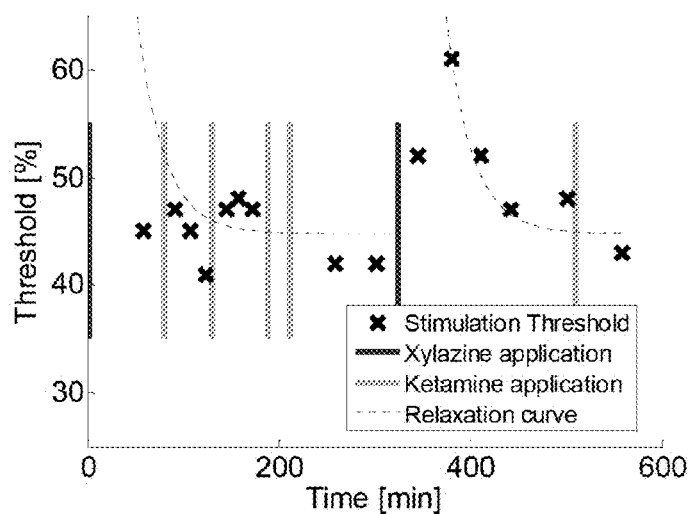 Threshold [%]
60
50
40
30
Stimulation Threshold
Xylazine application
Ketamine application
Relaxation curve
0
200
400
600
Time [min]